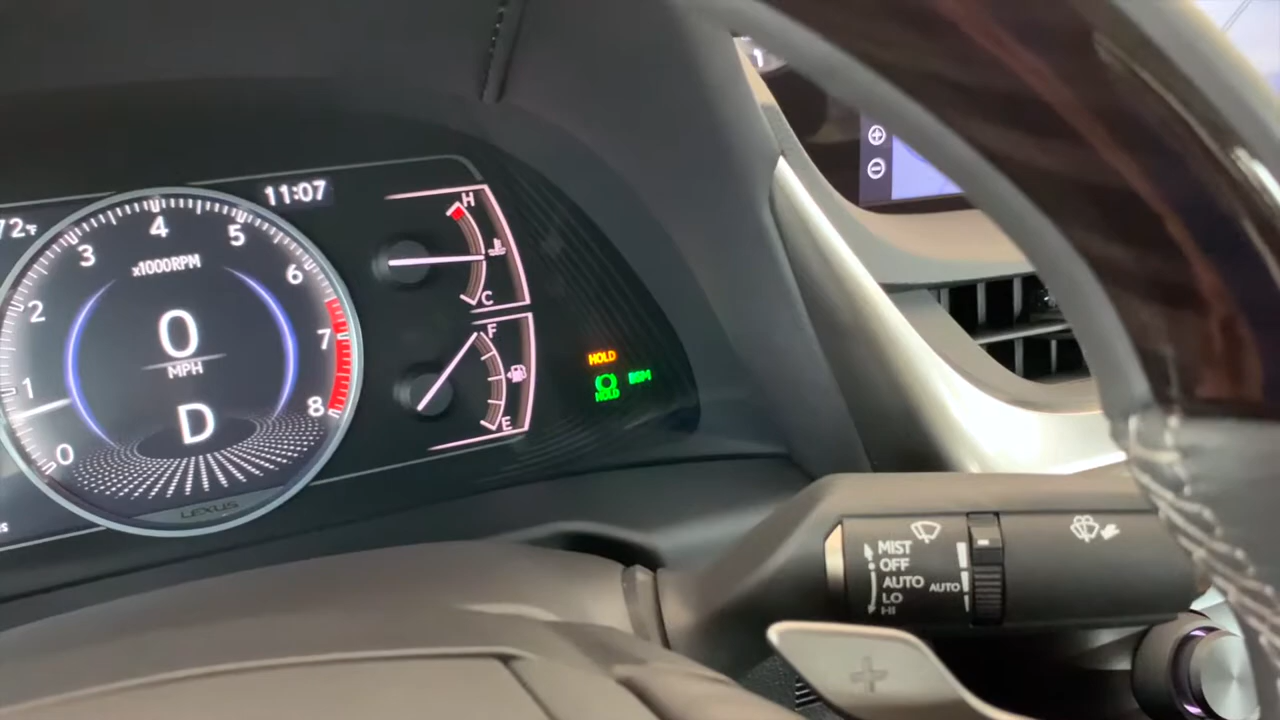 11:07
72°F
x1000RPM
0
1
2
3
4
5
6
7
8
0
MPH
D
LEXUS
H
C
F
E
HOLD
HOLD
BSM
MIST
OFF
AUTO
LO
HI
AUTO
+
1